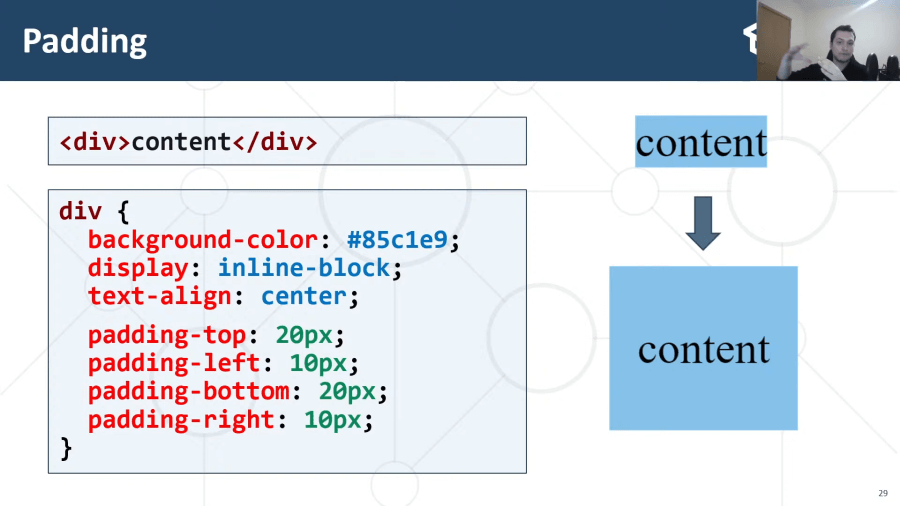 Padding
<div>content</div>
div {
background-color: #85c1e9;
display: inline-block;
text-align: center;
padding-top: 20px;
padding-left: 10px;
padding-bottom: 20px;
padding-right: 10px;
}
content
content
29